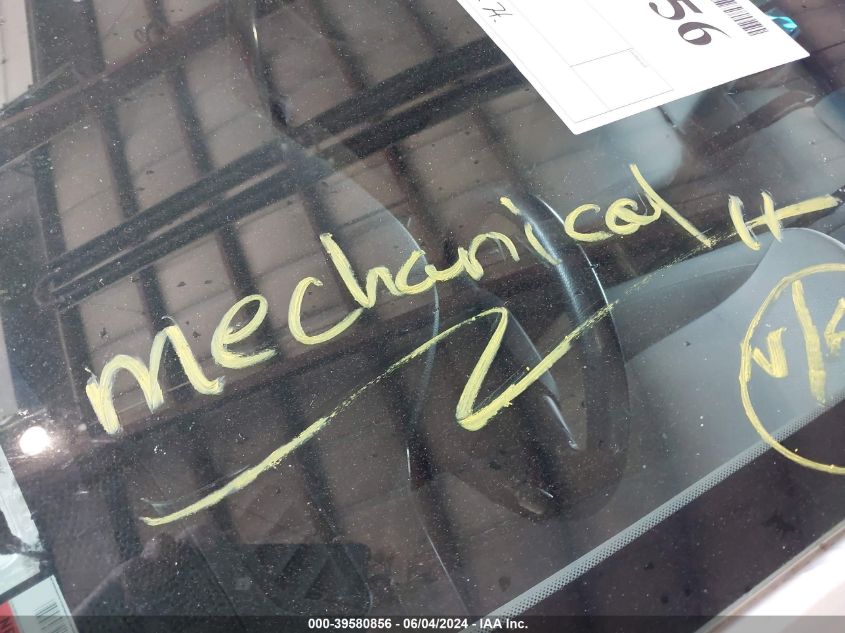 H.
56
mechanical
000-39580856 - 06/04/2024 - IAA Inc.